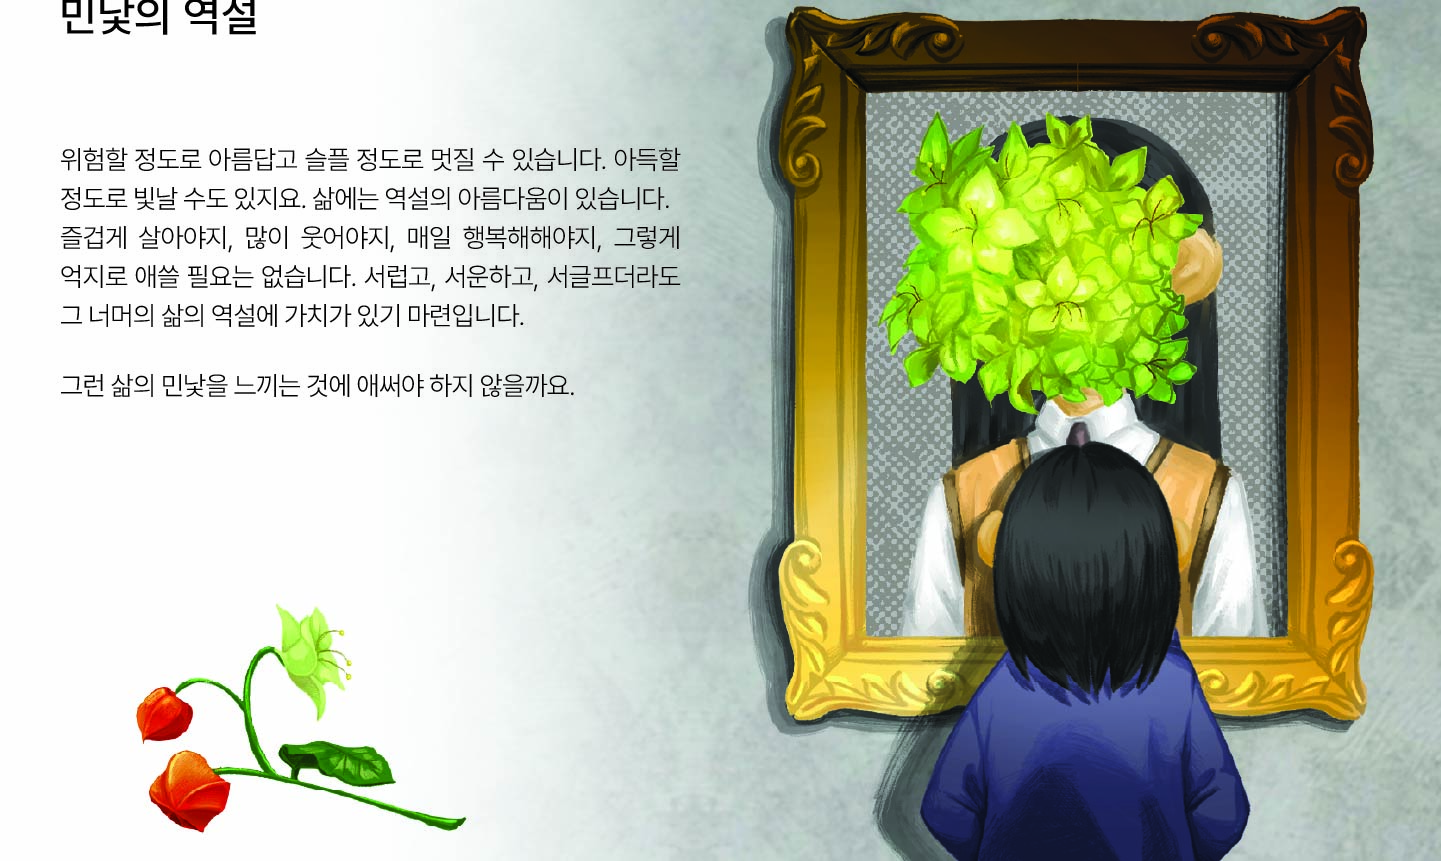 민낯의 역설
위험할 정도로 아름답고 슬플 정도로 멋질 수 있습니다. 아득할
정도로 빛날 수도 있지요. 삶에는 역설의 아름다움이 있습니다.
즐겁게 살아야지, 많이 웃어야지, 매일 행복해해야지, 그렇게
억지로 애쓸 필요는 없습니다. 서럽고, 서운하고, 서글프더라도
그 너머의 삶의 역설에 가치가 있기 마련입니다.
그런 삶의 민낯을 느끼는 것에 애써야 하지 않을까요.